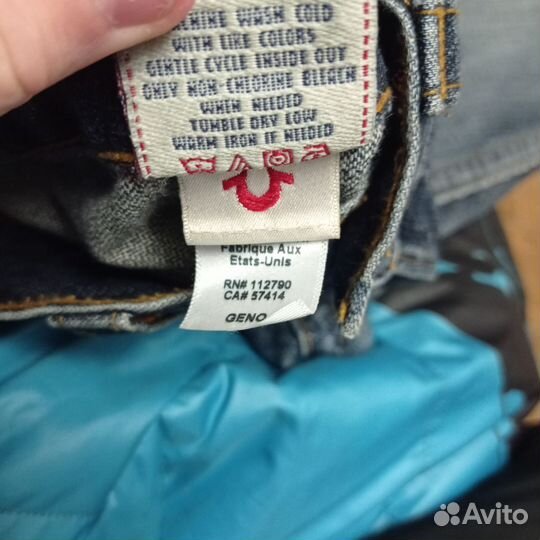 MACHINE WASH COLD
WITH LIKE COLORS
GENTLE CYCLE INSIDE OUT
ONLY NON-CHLORINE BLEACH
WHEN NEEDED
TUMBLE DRY LOW
WARM IRON IF NEEDED
Fabrique Aux
Etats-Unis
RN# 112790
CA# 57414
GENO
Avito